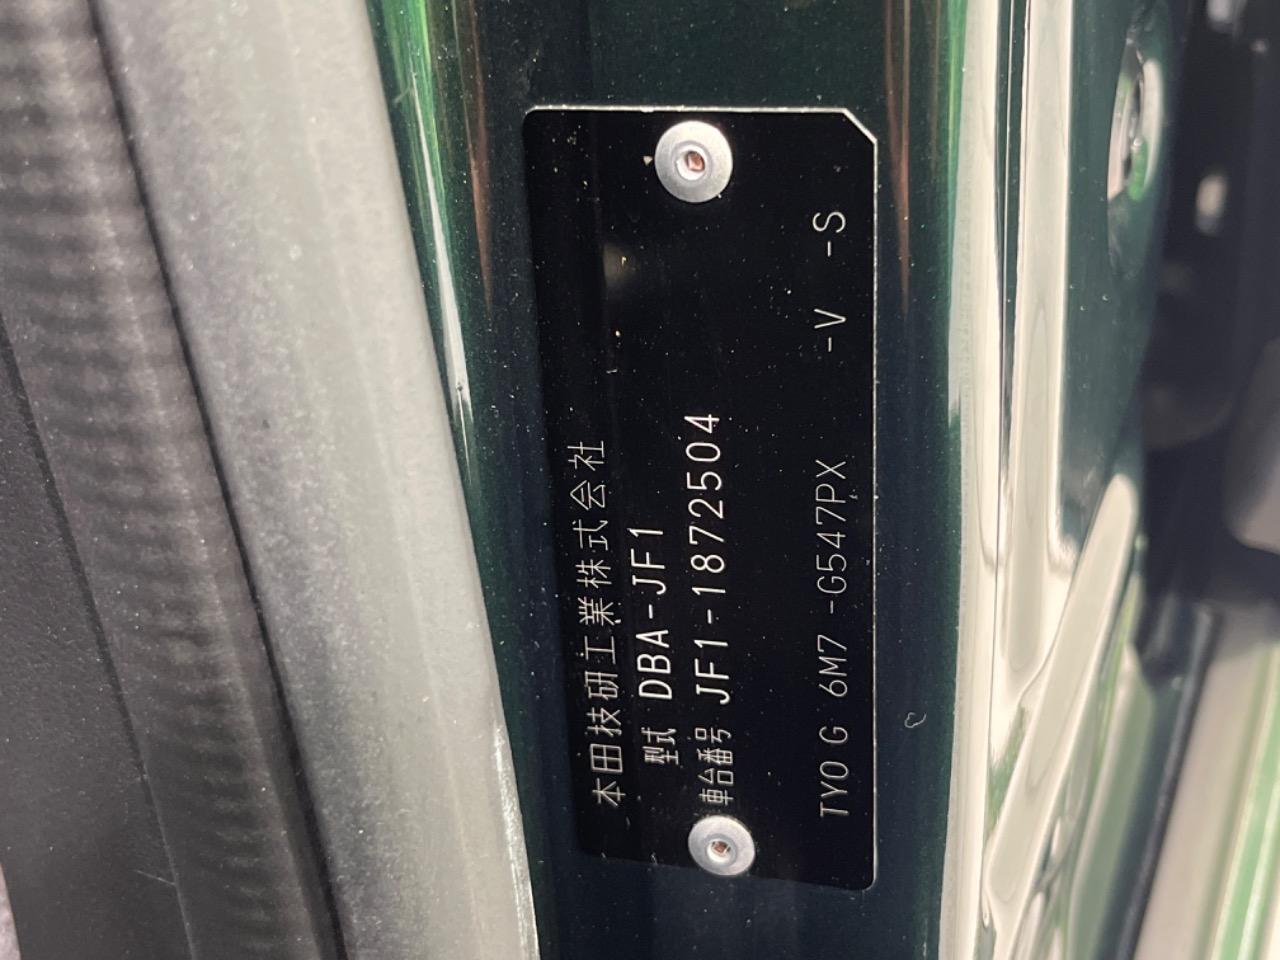 本田技研工業株式会社
型式 DBA-JF1
車台番号 JF1-1872504
TY0 G 6M7 -G547PX -V -S